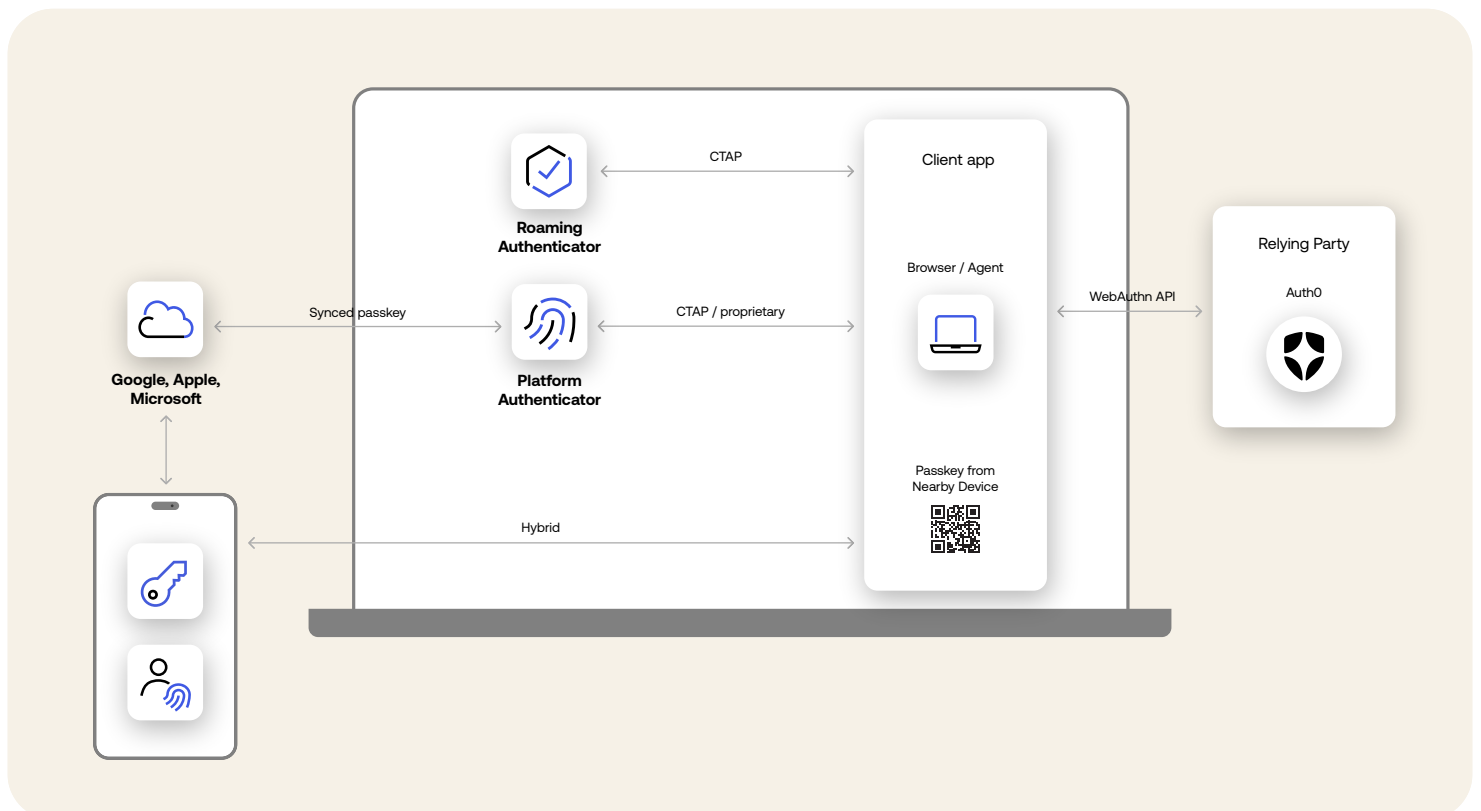 CTAP
Client app
Roaming
Authenticator
Browser / Agent
Relying Party
Auth0
WebAuthn API
Synced passkey
CTAP / proprietary
Google, Apple,
Microsoft
Platform
Authenticator
Passkey from
Nearby Device
Hybrid